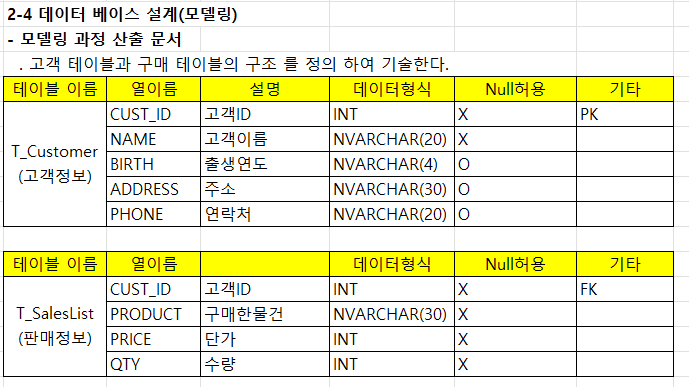 2-4 데이터 베이스 설계(모델링)
- 모델링 과정 산출 문서
. 고객 테이블과 구매 테이블의 구조 를 정의 하여 기술한다.
테이블 이름 열이름 설명 데이터형식 Null허용 기타
T_Customer (고객정보) CUST_ID 고객ID INT X PK
NAME 고객이름 NVARCHAR(20) X
BIRTH 출생연도 NVARCHAR(4) O
ADDRESS 주소 NVARCHAR(30) O
PHONE 연락처 NVARCHAR(20) O
테이블 이름 열이름 데이터형식 Null허용 기타
T_SalesList (판매정보) CUST_ID 고객ID INT X FK
PRODUCT 구매한물건 NVARCHAR(30) X
PRICE 단가 INT X
QTY 수량 INT X